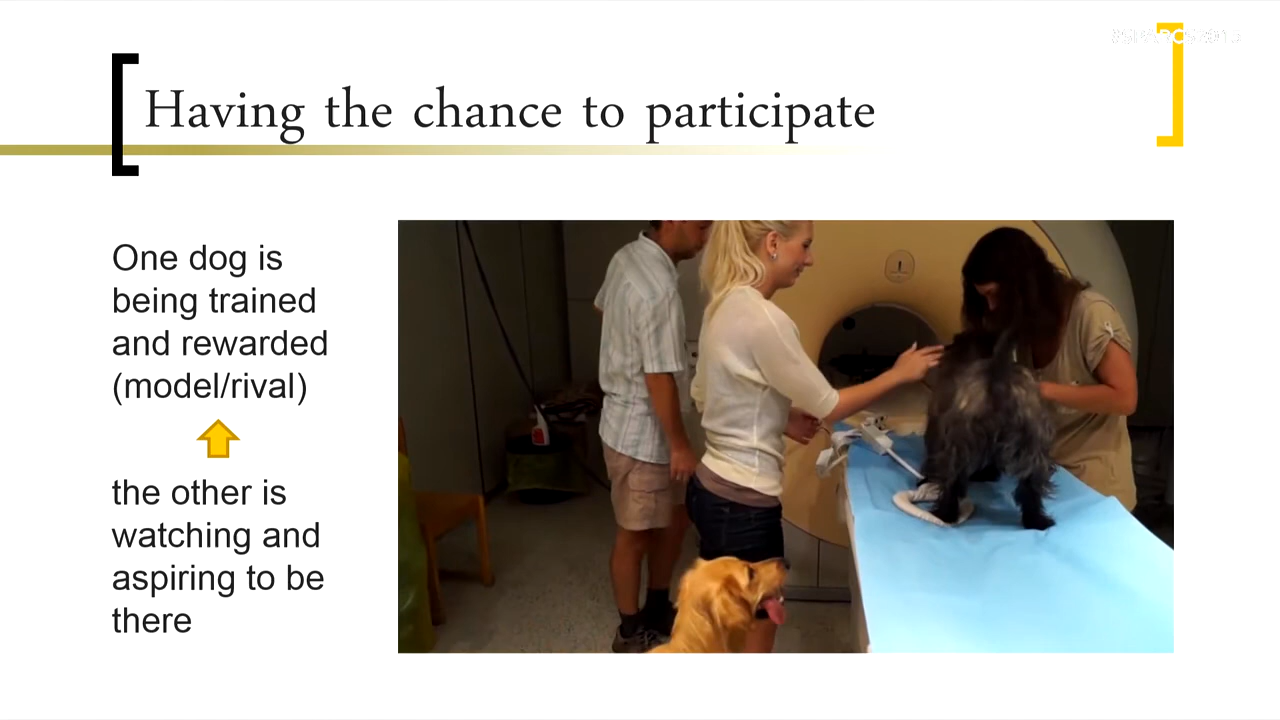 Having the chance to participate
One dog is
being trained
and rewarded
(model/rival)
the other is
watching and
aspiring to be
there